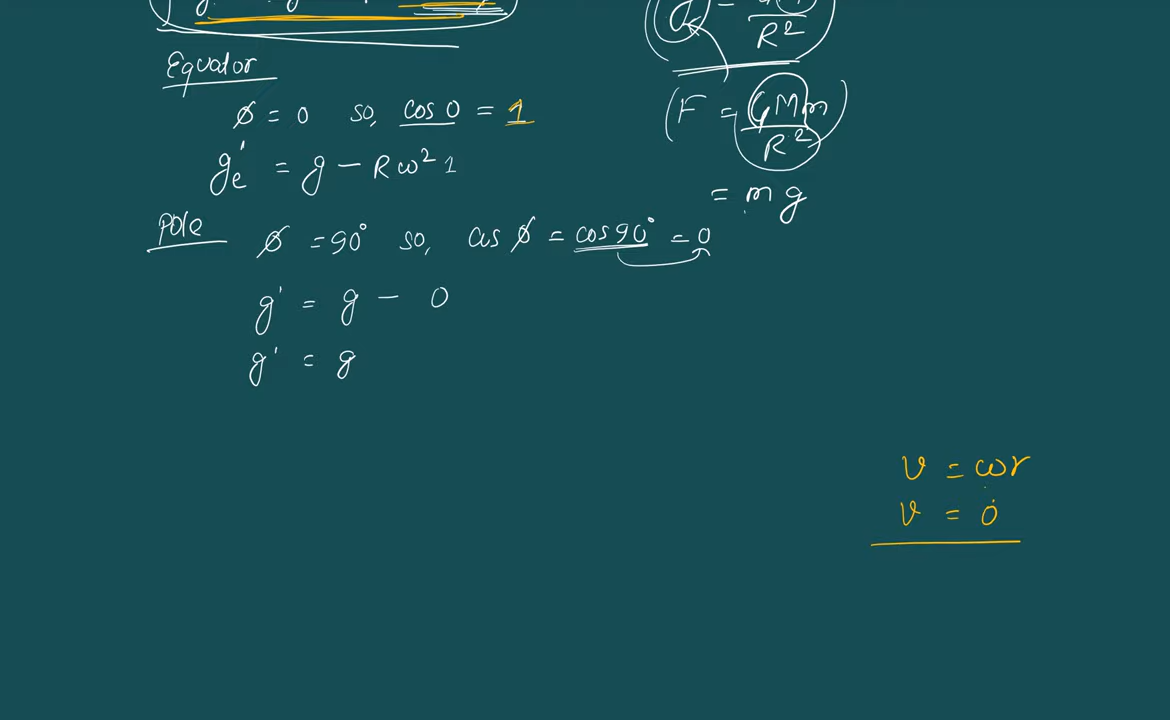 Equator
ϕ = 0 so, cos 0 = 1
g'e = g − Rω² 1
Pole ϕ = 90° so, cos ϕ = cos 90° = 0
g' = g − 0
g' = g
R²
(F = GMm / R²)
= mg
v = ωr
v = 0